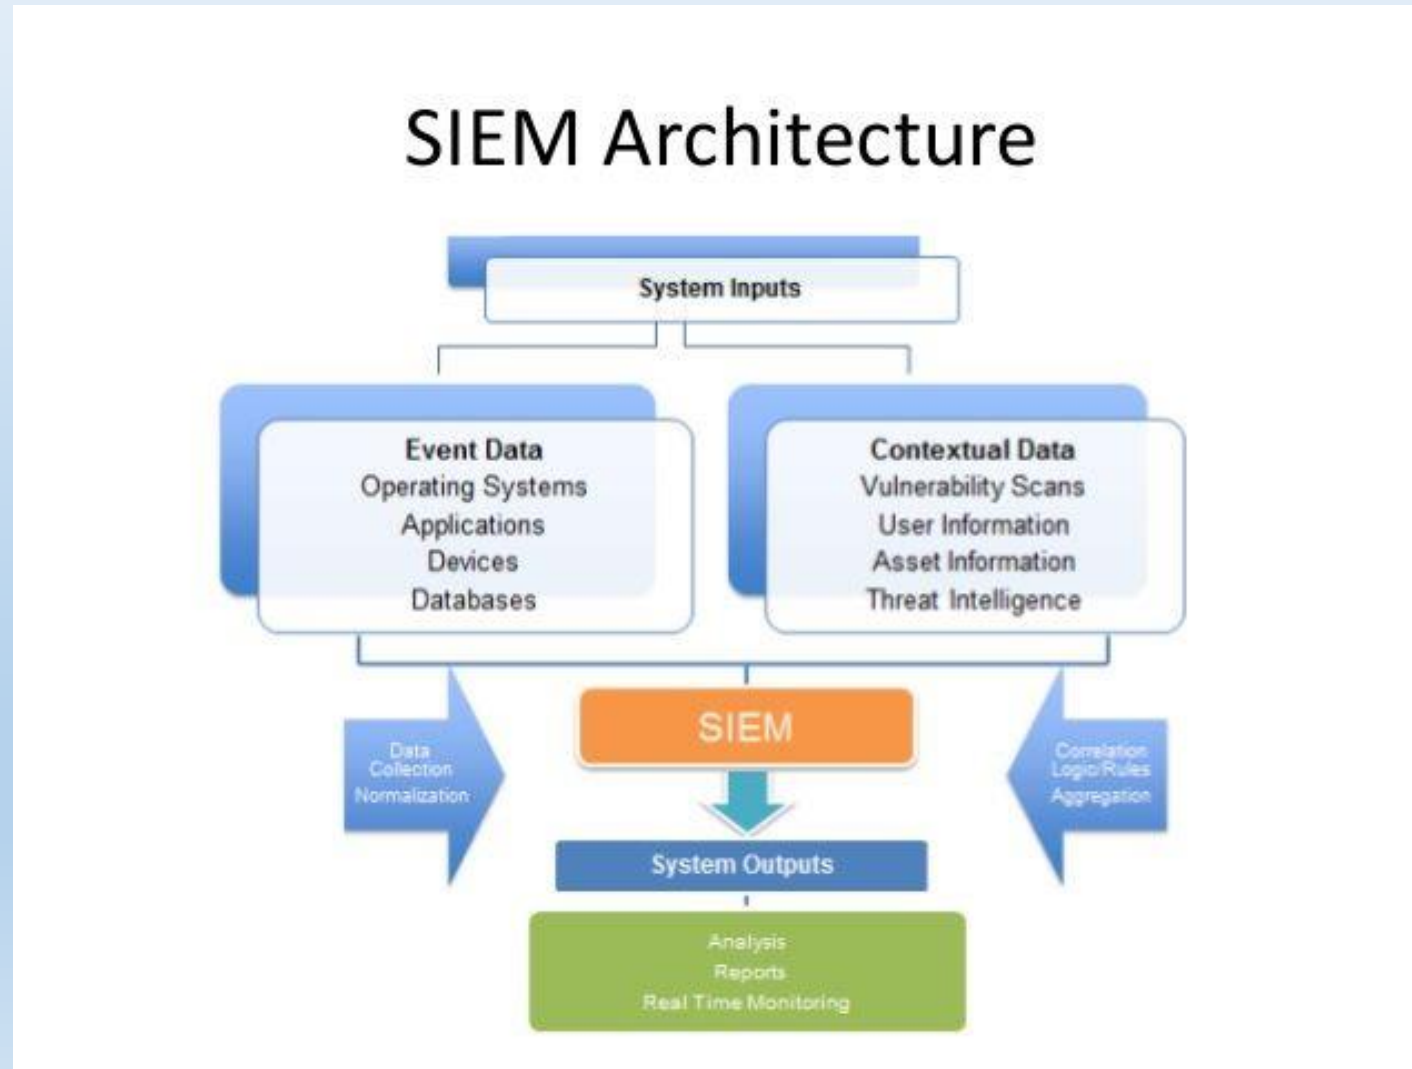 SIEM Architecture
System Inputs
Event Data
Operating Systems
Applications
Devices
Databases
Contextual Data
Vulnerability Scans
User Information
Asset Information
Threat Intelligence
SIEM
Data
Collection
Normalization
Correlation
Logic/Rules
Aggregation
System Outputs
Analysis
Reports
Real Time Monitoring